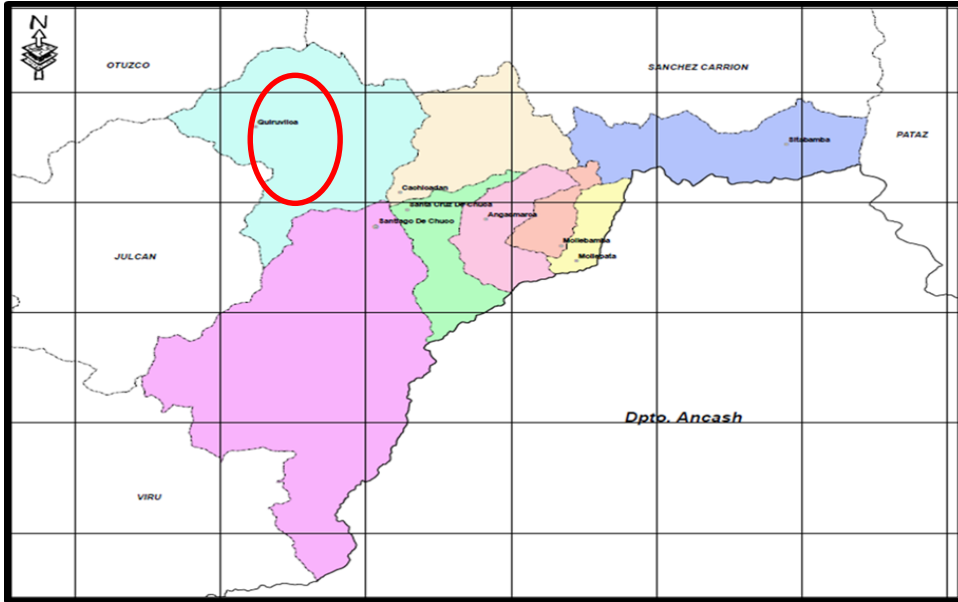 N
OTUZCO
SANCHEZ CARRION
Quiruvilca
PATAZ
Sitabamba
Cachicadan
Santa Cruz De Chuca
Angasmarca
Santiago De Chuco
Mollebamba
Mollepata
JULCAN
Dpto. Ancash
VIRU